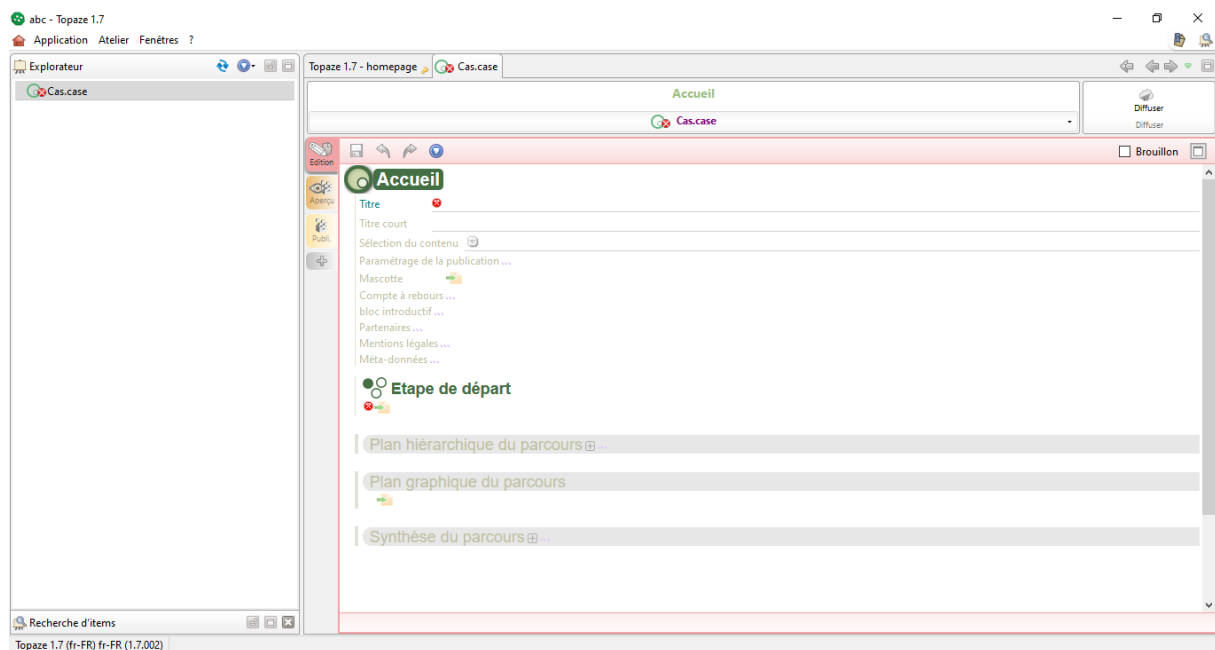 abc - Topaze 1.7
Application Atelier Fenêtres ?
Explorateur
Topaze 1.7 - homepage Cas.case
Cas.case
Accueil
Cas.case
Diffuser
Diffuser
Edition
Brouillon
Aperçu
Publi.
Accueil
Titre
Titre court
Sélection du contenu
Paramétrage de la publication ...
Mascotte
Compte à rebours ...
bloc introductif ...
Partenaires ...
Mentions légales ...
Méta-données ...
Etape de départ
Plan hiérarchique du parcours ...
Plan graphique du parcours
Synthèse du parcours ...
Recherche d'items
Topaze 1.7 (fr-FR) fr-FR (1.7.002)